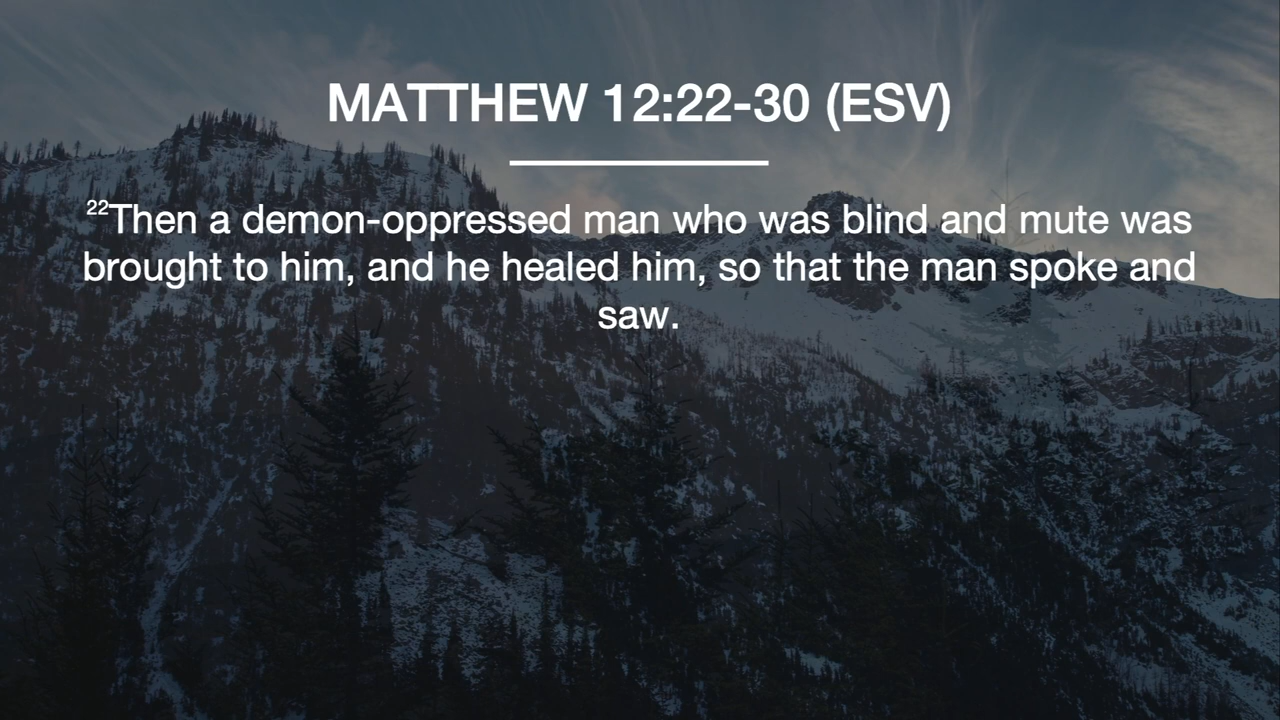 MATTHEW 12:22-30 (ESV)
22Then a demon-oppressed man who was blind and mute was
brought to him, and he healed him, so that the man spoke and
saw.